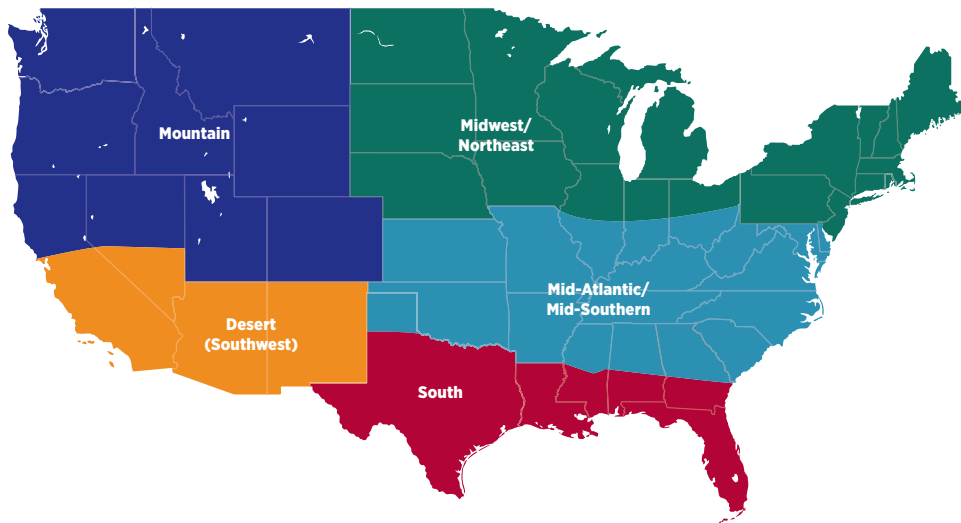 Mountain
Midwest/
Northeast
Mid-Atlantic/
Mid-Southern
Desert
(Southwest)
South